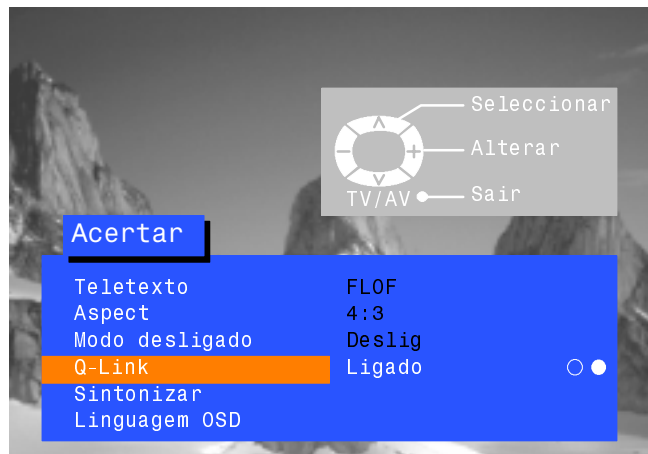 Seleccionar
Alterar
TV/AV Sair
Acertar
Teletexto FLOF
Aspect 4:3
Modo desligado Deslig
Q-Link Ligado
Sintonizar
Linguagem OSD